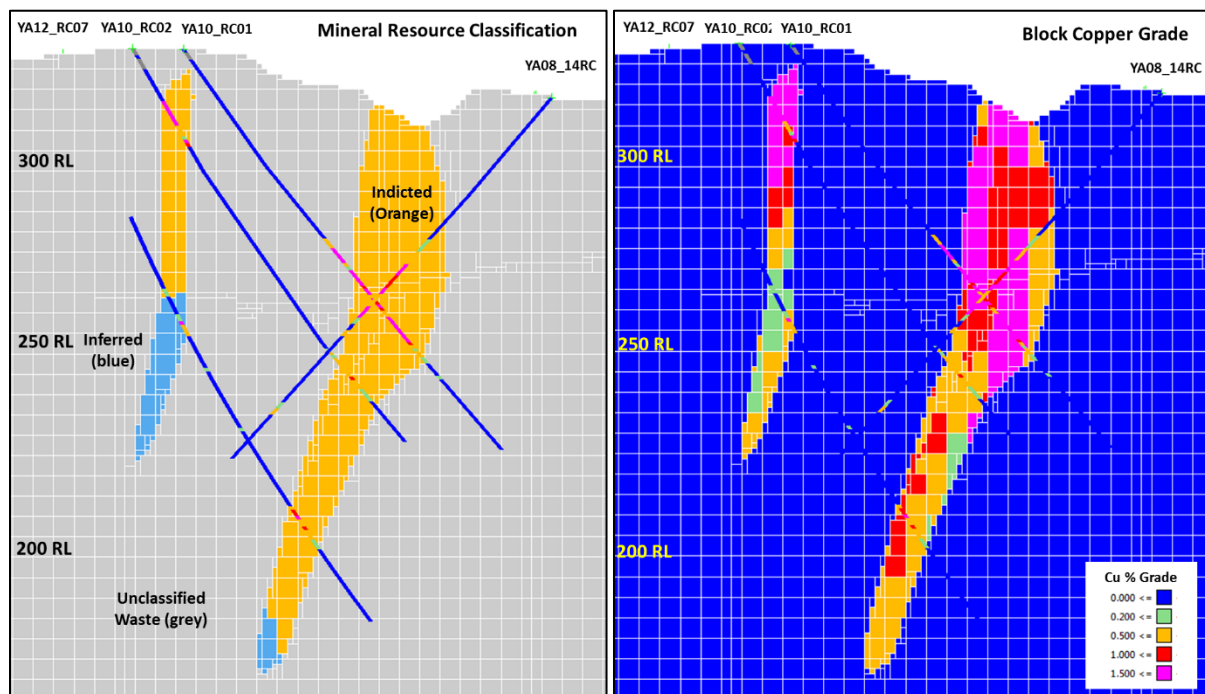 YA12_RC07
YA10_RC02
YA10_RC01
Mineral Resource Classification
300 RL
Indicted
(Orange)
Inferred
(blue)
250 RL
200 RL
Unclassified
Waste (grey)
YA12_RC07
YA10_RC02
YA10_RC01
Block Copper Grade
YA08_14RC
YA08_14RC
300 RL
250 RL
200 RL
Cu % Grade
0.000 <=
0.200 <=
0.500 <=
1.000 <=
1.500 <=